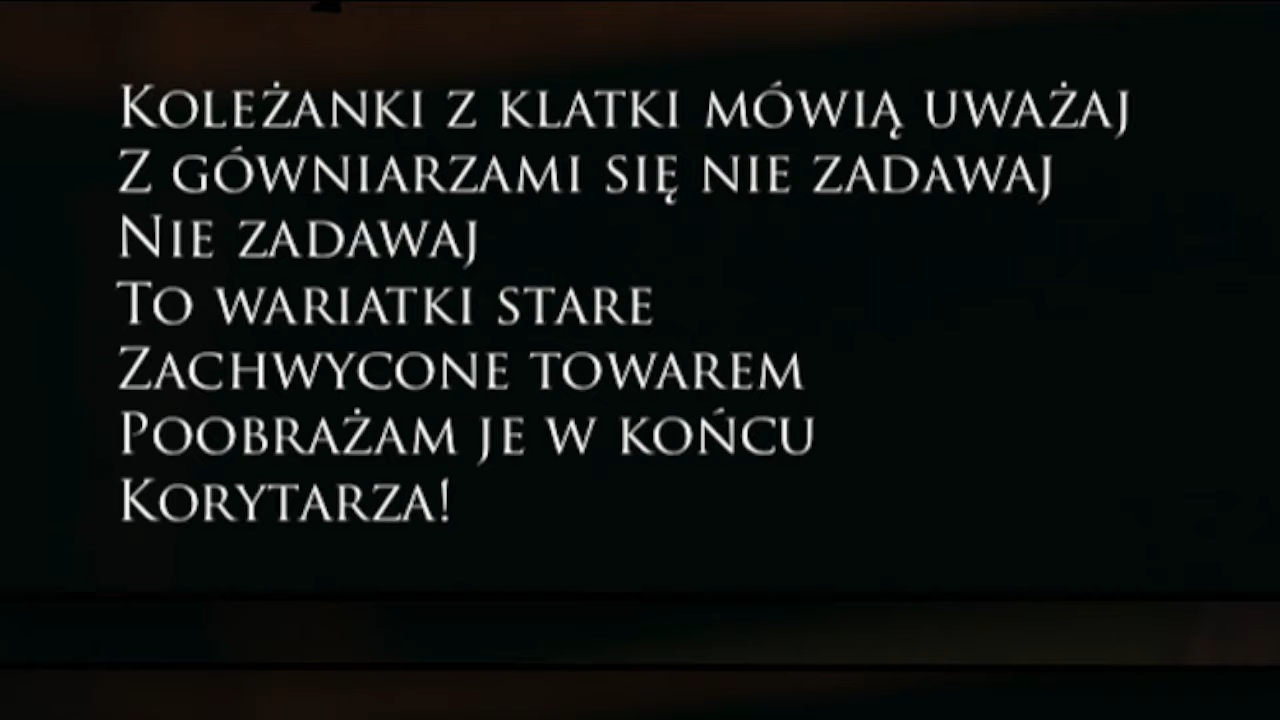 Koleżanki z klatki mówią uważaj
Z gówniarzami się nie zadawaj
Nie zadawaj
To wariatki stare
Zachwycone towarem
Poobrażam je w końcu
Korytarza!